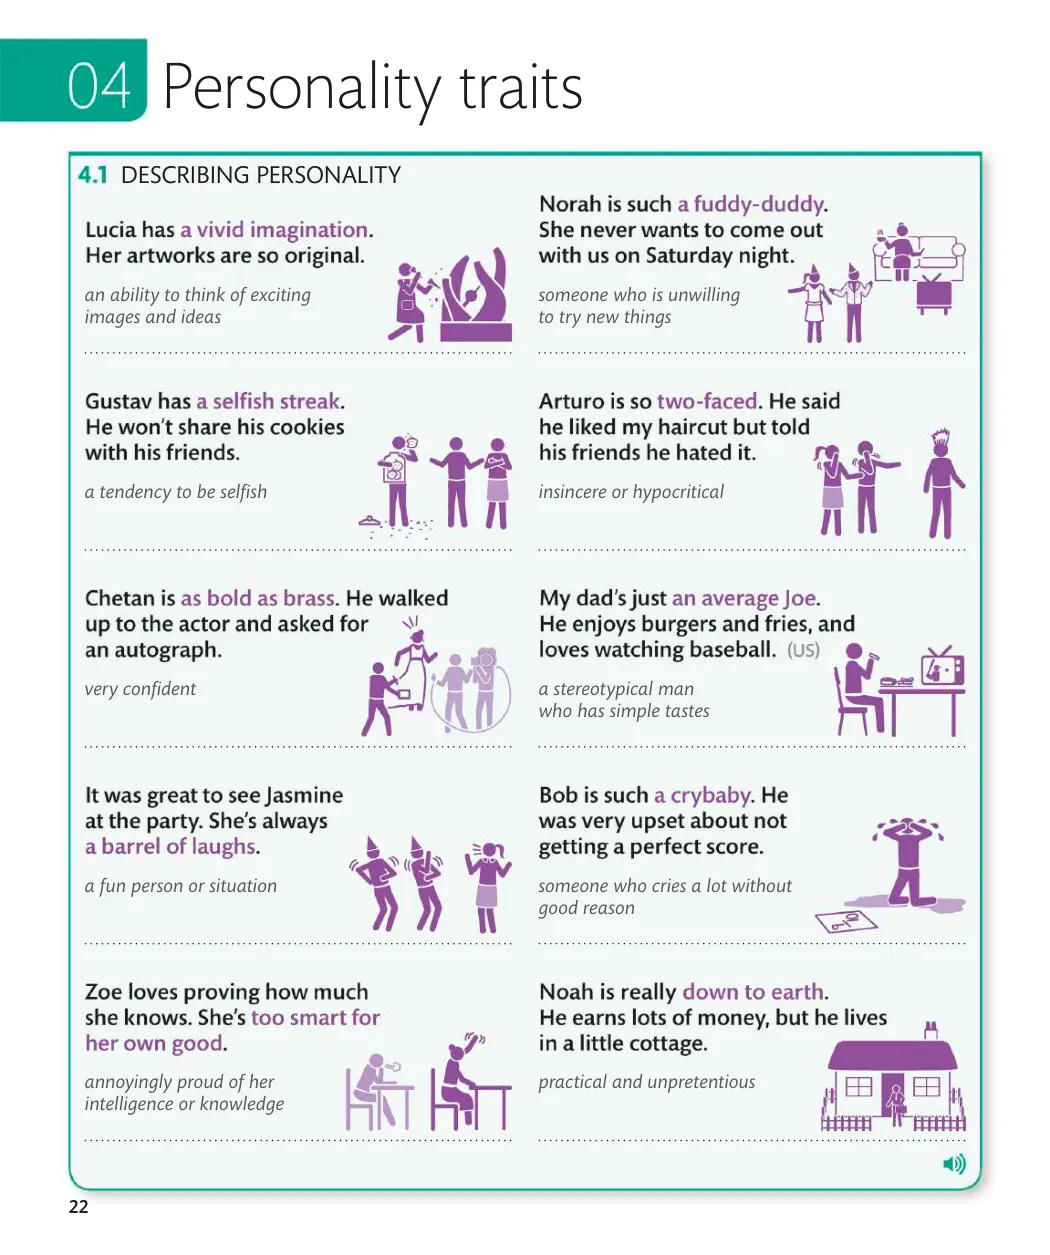 04 Personality traits
4.1 DESCRIBING PERSONALITY
Lucia has a vivid imagination.
Her artworks are so original.
an ability to think of exciting
images and ideas
Norah is such a fuddy-duddy.
She never wants to come out
with us on Saturday night.
someone who is unwilling
to try new things
Gustav has a selfish streak.
He won't share his cookies
with his friends.
a tendency to be selfish
Arturo is so two-faced. He said
he liked my haircut but told
his friends he hated it.
insincere or hypocritical
Chetan is as bold as brass. He walked
up to the actor and asked for
an autograph.
very confident
My dad's just an average Joe.
He enjoys burgers and fries, and
loves watching baseball. (US)
a stereotypical man
who has simple tastes
It was great to see Jasmine
at the party. She's always
a barrel of laughs.
a fun person or situation
Bob is such a crybaby. He
was very upset about not
getting a perfect score.
someone who cries a lot without
good reason
Zoe loves proving how much
she knows. She's too smart for
her own good.
annoyingly proud of her
intelligence or knowledge
Noah is really down to earth.
He earns lots of money, but he lives
in a little cottage.
practical and unpretentious
22